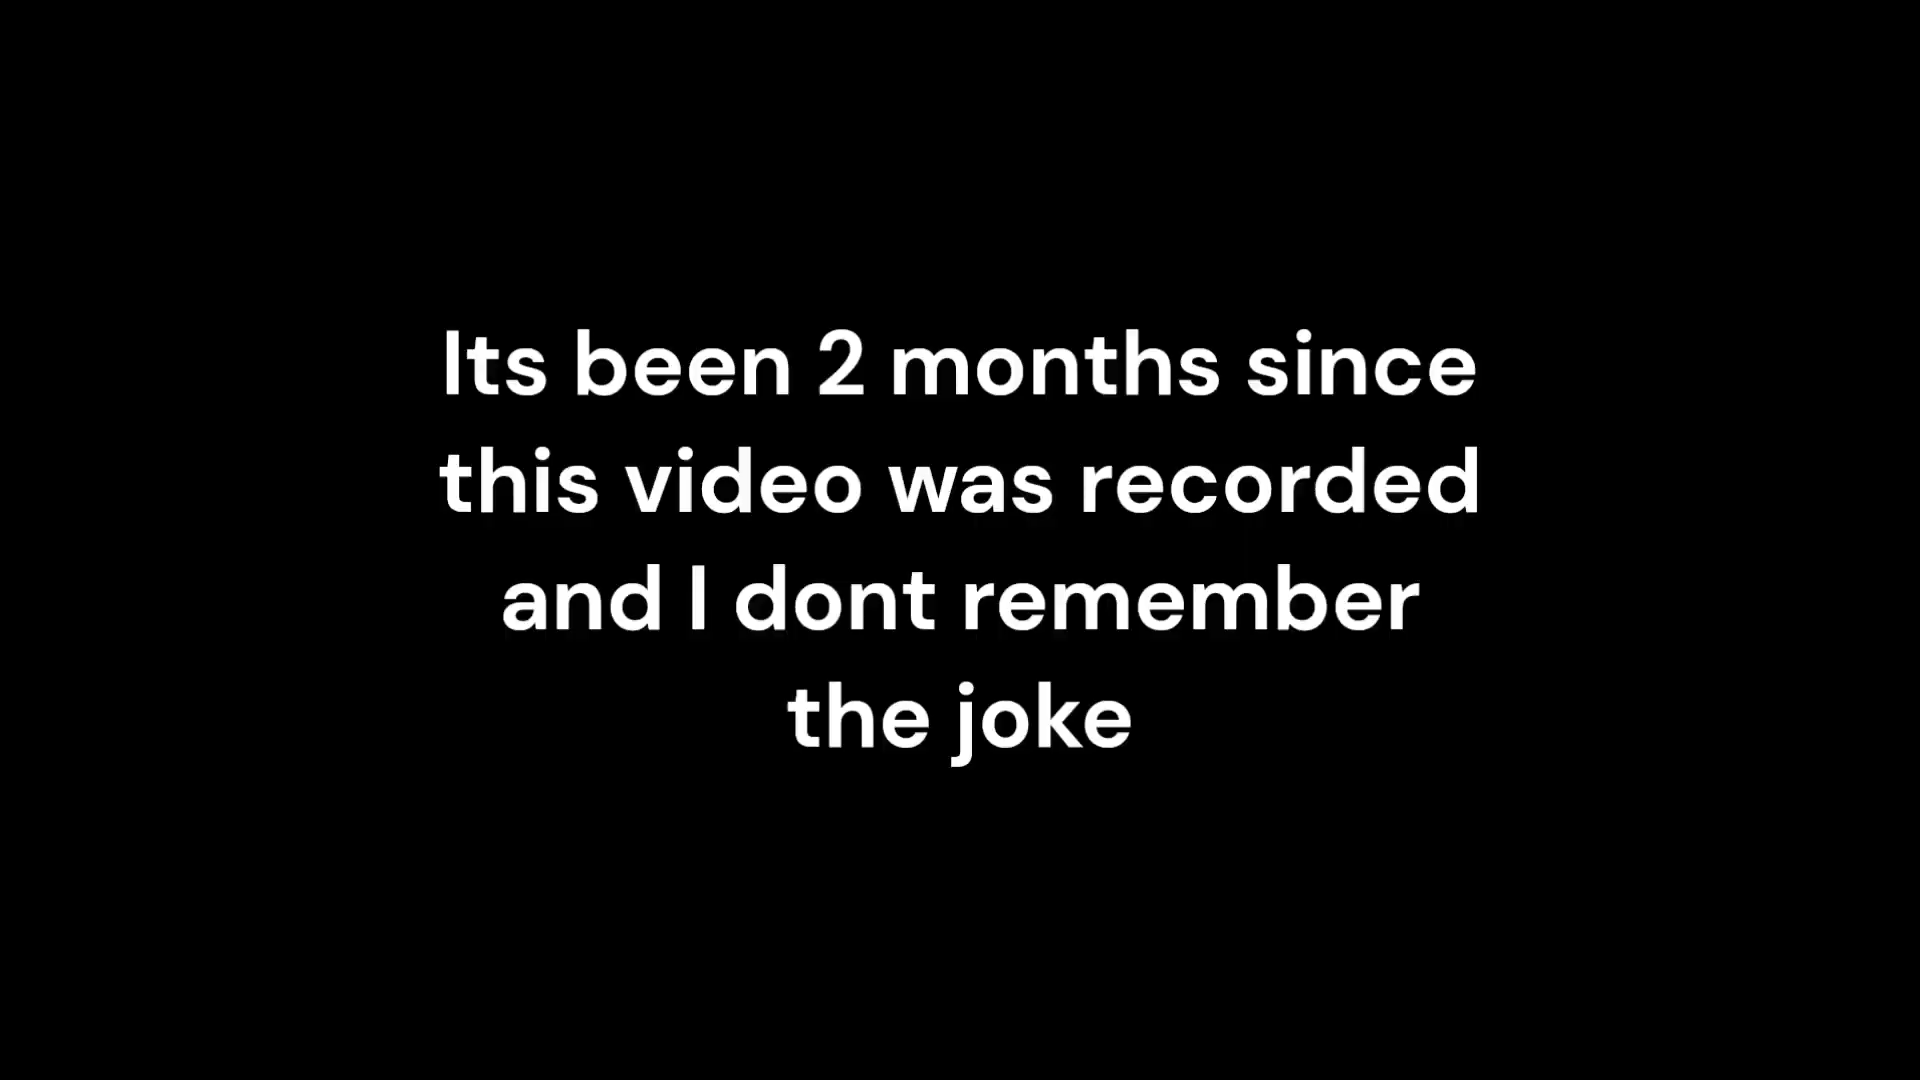 Its been 2 months since
this video was recorded
and I dont remember
the joke